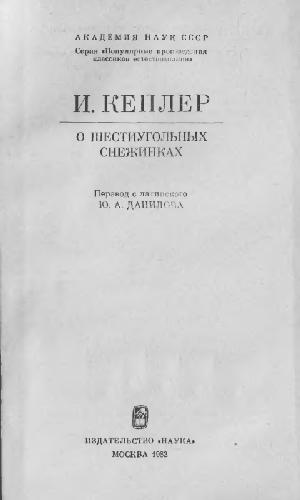 АКАДЕМИЯ НАУК СССР
Серия «Популярные произведения
классиков естествознания»
И. КЕПЛЕР
О ШЕСТИУГОЛЬНЫХ
СНЕЖИНКАХ
Перевод с латинского
Ю. А. ДАНИЛОВА
ИЗДАТЕЛЬСТВО «НАУКА»
МОСКВА 1982